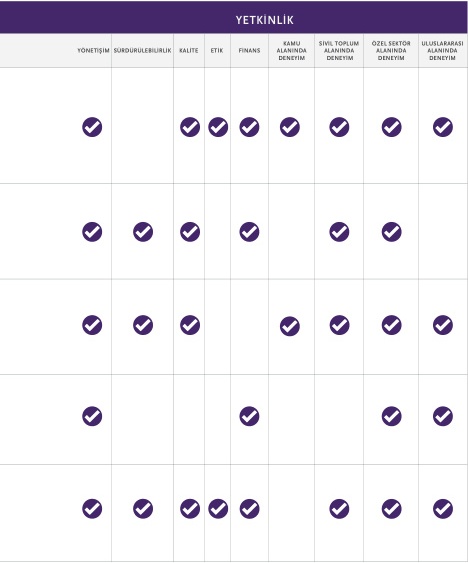 YETKİNLİK
YÖNETİŞİM SÜRDÜRÜLEBİLİRLİK KALİTE ETİK FİNANS
KAMU ALANINDA DENEYİM
SİVİL TOPLUM ALANINDA DENEYİM
ÖZEL SEKTÖR ALANINDA DENEYİM
ULUSLARARASI ALANINDA DENEYİM